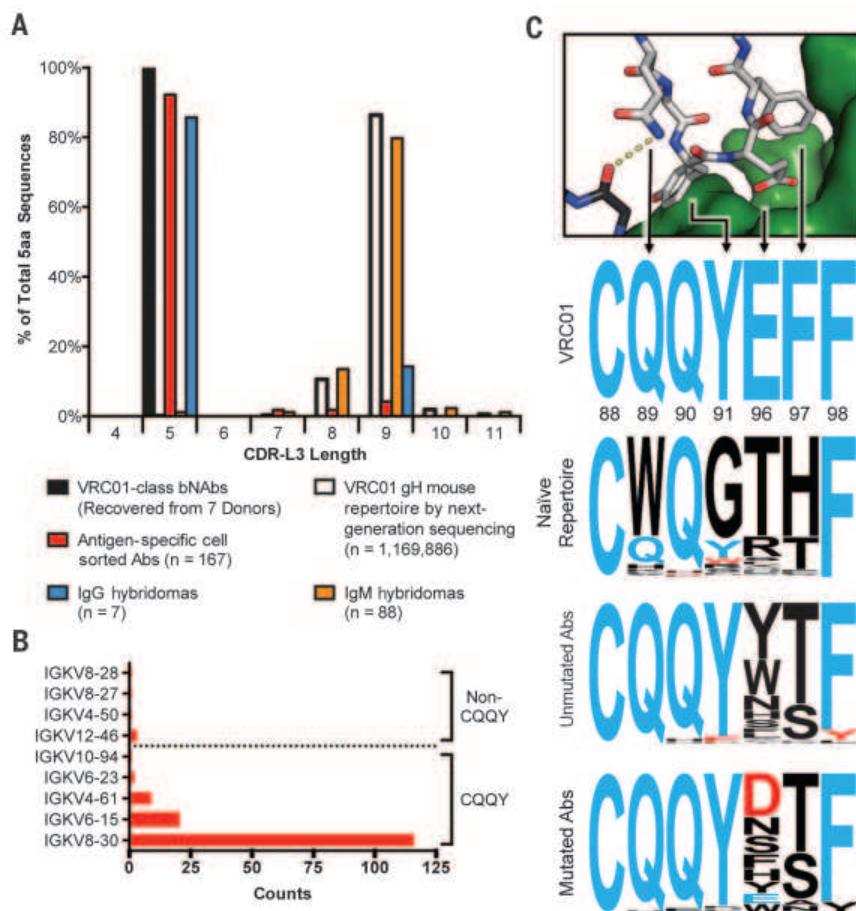 A
% of Total 5aa Sequences
100%
80%
60%
40%
20%
0%
4 5 6 7 8 9 10 11
CDR-L3 Length
VRC01-class bNAbs
(Recovered from 7 Donors)
Antigen-specific cell
sorted Abs (n = 167)
IgG hybridomas
(n = 7)
VRC01 gH mouse
repertoire by next-
generation sequencing
(n = 1,169,886)
IgM hybridomas
(n = 88)
B
IGKV8-28
IGKV8-27
IGKV4-50
IGKV12-46
IGKV10-94
IGKV6-23
IGKV4-61
IGKV6-15
IGKV8-30
Non-
CQQY
CQQY
0 25 50 75 100 125
Counts
C
VRC01
CQQYEFF
88 89 90 91 96 97 98
Naïve
Repertoire
CWQGTHF
Q Y R T
Unmutated Abs
CQQYYTF
W S
N
Y
Mutated Abs
CQQYDTF
N S
S